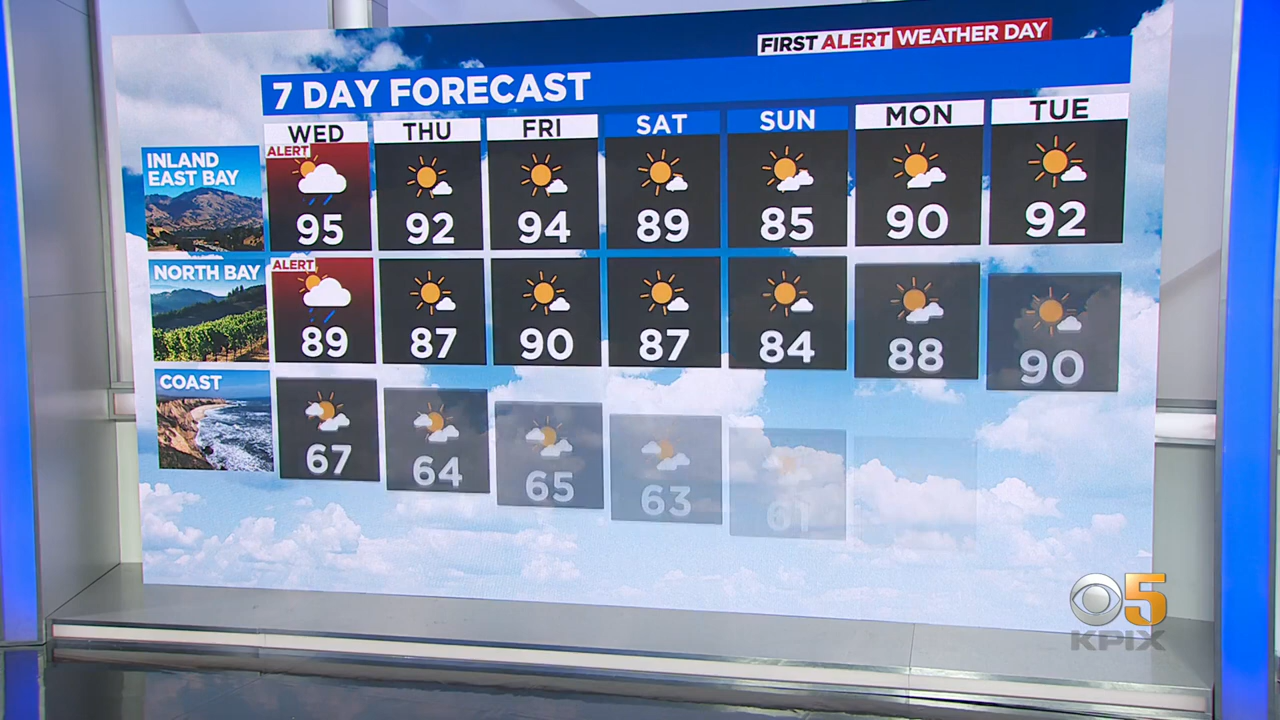 FIRST ALERT WEATHER DAY
7 DAY FORECAST
WED THU FRI SAT SUN MON TUE
INLAND
EAST BAY
ALERT
95 92 94 89 85 90 92
NORTH BAY
ALERT
89 87 90 87 84 88 90
COAST
67 64 65 63 61
5
KPIX